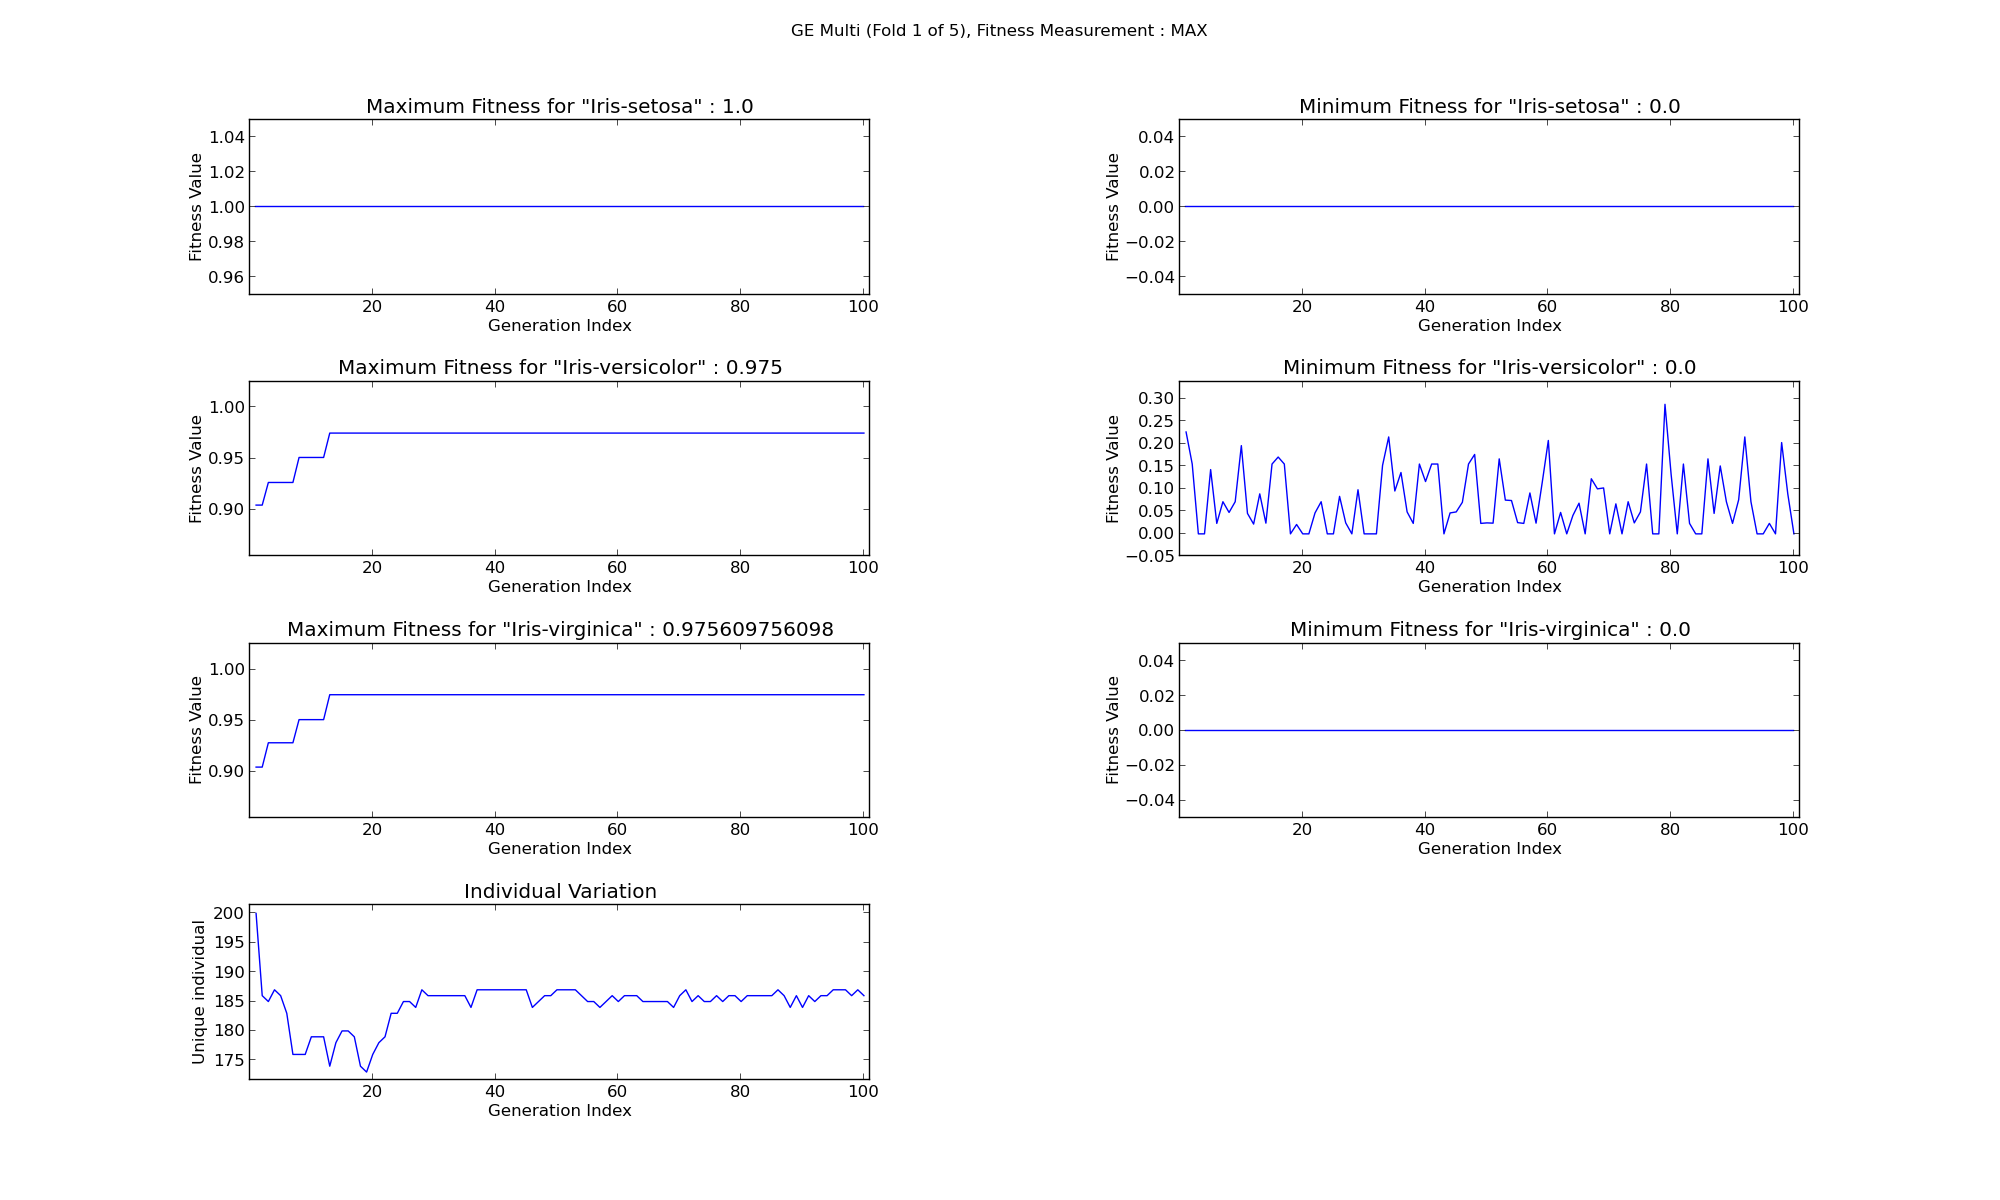 GE Multi (Fold 1 of 5), Fitness Measurement : MAX
Maximum Fitness for "Iris-setosa" : 1.0
1.04
1.02
1.00
0.98
0.96
Fitness Value
20 40 60 80 100
Generation Index
Minimum Fitness for "Iris-setosa" : 0.0
0.04
0.02
0.00
−0.02
−0.04
Fitness Value
20 40 60 80 100
Generation Index
Maximum Fitness for "Iris-versicolor" : 0.975
1.00
0.95
0.90
Fitness Value
20 40 60 80 100
Generation Index
Minimum Fitness for "Iris-versicolor" : 0.0
0.30
0.25
0.20
0.15
0.10
0.05
0.00
−0.05
Fitness Value
20 40 60 80 100
Generation Index
Maximum Fitness for "Iris-virginica" : 0.975609756098
1.00
0.95
0.90
Fitness Value
20 40 60 80 100
Generation Index
Minimum Fitness for "Iris-virginica" : 0.0
0.04
0.02
0.00
−0.02
−0.04
Fitness Value
20 40 60 80 100
Generation Index
Individual Variation
200
195
190
185
180
175
Unique individual
20 40 60 80 100
Generation Index